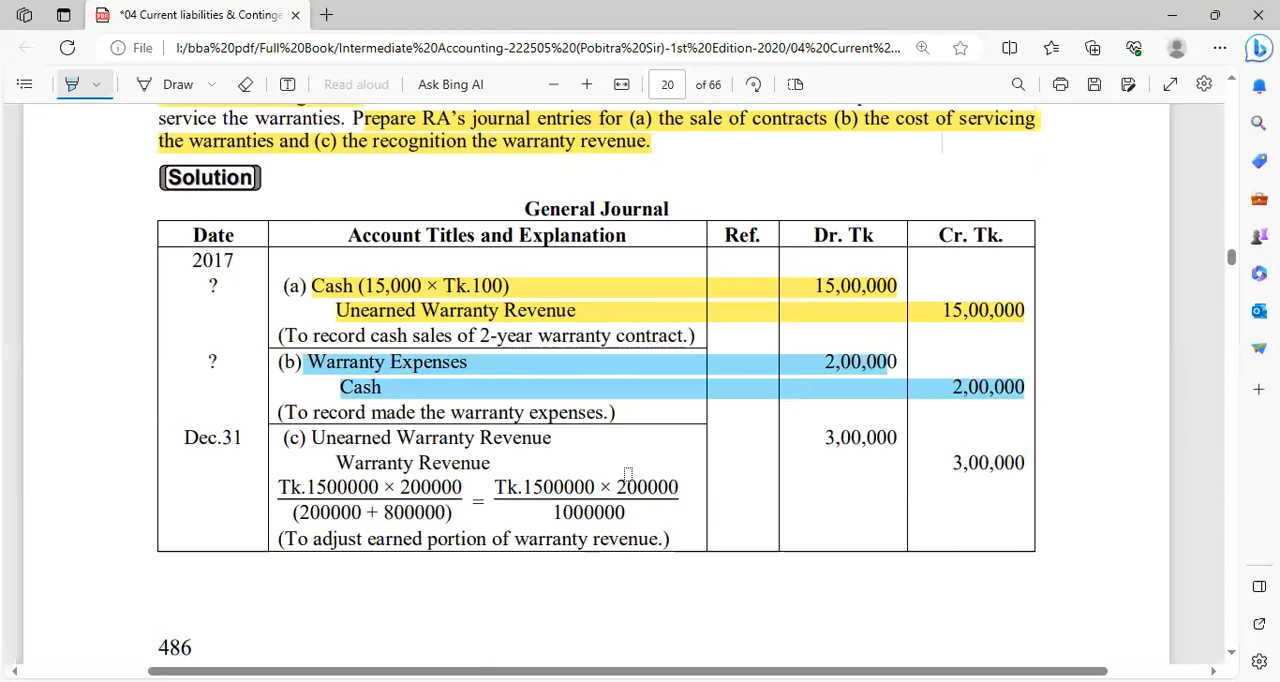 *04 Current liabilities & Continge
File
I:/bba%20pdf/Full%20Book/Intermediate%20Accounting-222505%20(Pobitra%20Sir)-1st%20Edition-2020/04%20Current%2...
Draw
Read aloud
Ask Bing AI
20 of 66
service the warranties. Prepare RA's journal entries for (a) the sale of contracts (b) the cost of servicing
the warranties and (c) the recognition the warranty revenue.
Solution
General Journal
Date Account Titles and Explanation Ref. Dr. Tk Cr. Tk.
2017
? (a) Cash (15,000 × Tk.100) 15,00,000
Unearned Warranty Revenue 15,00,000
(To record cash sales of 2-year warranty contract.)
? (b) Warranty Expenses 2,00,000
Cash 2,00,000
(To record made the warranty expenses.)
Dec.31 (c) Unearned Warranty Revenue 3,00,000
Warranty Revenue 3,00,000
Tk.1500000 × 200000 = Tk.1500000 × 200000
(200000 + 800000) 1000000
(To adjust earned portion of warranty revenue.)
486